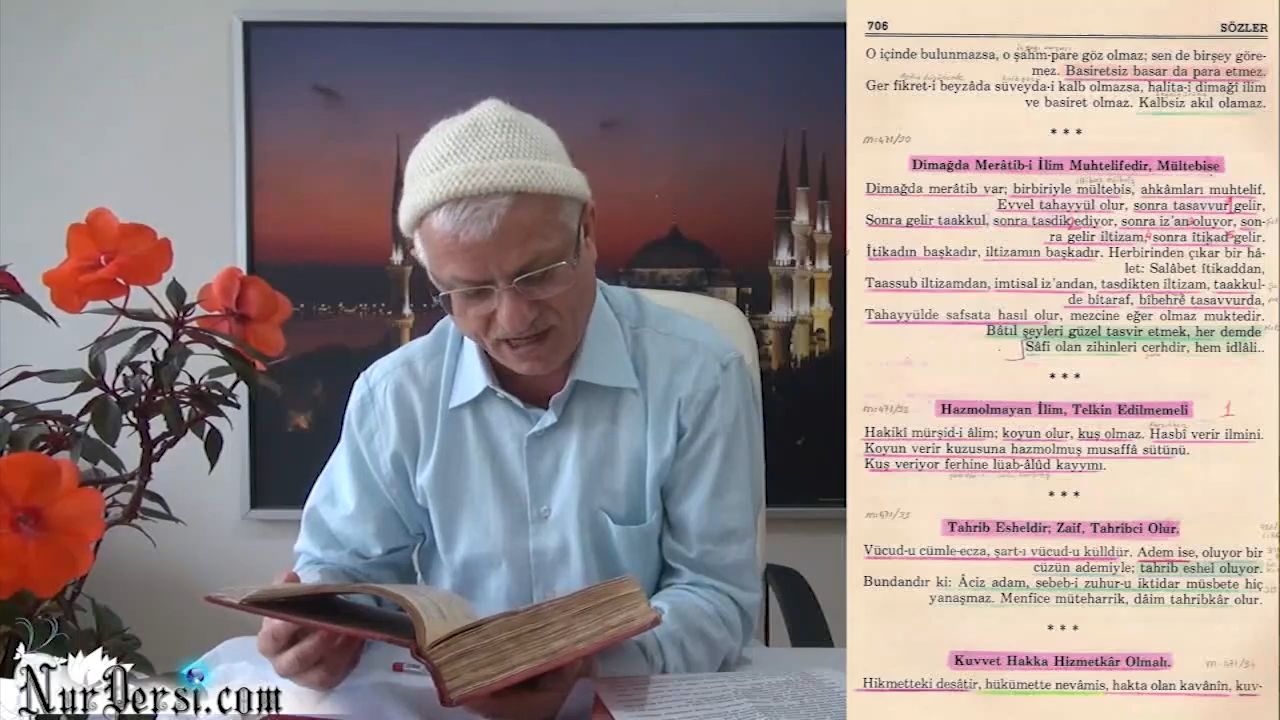 706 SÖZLER
O içinde bulunmazsa, o şahm-pare göz olmaz; sen de birşey göre-
mez. Basiretsiz basar da para etmez.
Ger fikret-i beyzâda süveyda-i kalb olmazsa, halita-i dimağî ilim
ve basiret olmaz. Kalbsiz akıl olamaz.
* * *
Dimağda Merâtib-i İlim Muhtelifedir, Mültebise
Dimağda merâtib var; birbiriyle mültebis, ahkâmları muhtelif.
Evvel tahayyül olur, sonra tasavvur gelir,
Sonra gelir taakkul, sonra tasdik ediyor, sonra iz'an oluyor, son-
ra gelir iltizam, sonra îtikad gelir.
İtikadın başkadır, iltizamın başkadır. Herbirinden çıkar bir hâ-
let: Salâbet îtikaddan,
Taassub iltizamdan, imtisal iz'andan, tasdikten iltizam, taakkul-
de bîtaraf, bîbehre tasavvurda,
Tahayyülde safsata hasıl olur, mezcine eğer olmaz muktedir.
Bâtıl şeyleri güzel tasvir etmek, her demde
Sâfi olan zihinleri cerhdir, hem idlâli..
* * *
Hazmolmayan İlim, Telkin Edilmemeli
Hakikî mürşid-i âlim; koyun olur, kuş olmaz. Hasbî verir ilmini.
Koyun verir kuzusuna hazmolmuş musaffâ sütünü.
Kuş veriyor ferhine lüab-âlûd kayyını.
* * *
Tahrib Esheldir; Zaif, Tahribci Olur.
Vücud-u cümle-ecza, şart-ı vücud-u külldür. Adem ise, oluyor bir
cüzün ademiyle; tahrib eshel oluyor.
Bundandır ki: Âciz adam, sebeb-i zuhur-u iktidar müsbete hiç
yanaşmaz. Menfîce müteharrik, dâim tahribkâr olur.
* * *
Kuvvet Hakka Hizmetkâr Olmalı.
Hikmetteki desâtir, hükûmette nevâmis, hakta olan kavânîn, kuv-
NurDersi.com